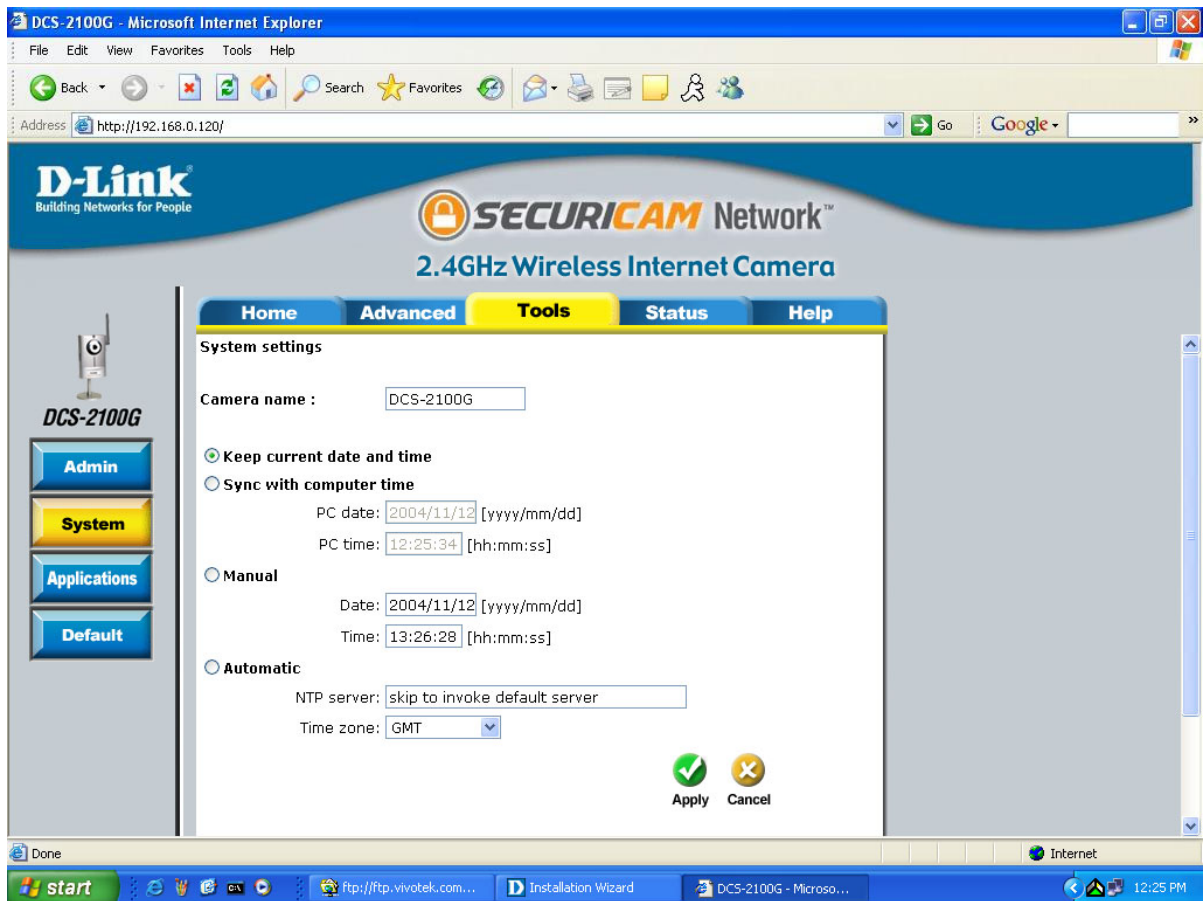 DCS-2100G - Microsoft Internet Explorer
File Edit View Favorites Tools Help
Back Search Favorites
Address http://192.168.0.120/ Go Google »
D-Link
Building Networks for People
SECURICAM Network™
2.4GHz Wireless Internet Camera
Home Advanced Tools Status Help
DCS-2100G
Admin
System
Applications
Default
System settings
Camera name : DCS-2100G
Keep current date and time
Sync with computer time
PC date: 2004/11/12 [yyyy/mm/dd]
PC time: 12:25:34 [hh:mm:ss]
Manual
Date: 2004/11/12 [yyyy/mm/dd]
Time: 13:26:28 [hh:mm:ss]
Automatic
NTP server: skip to invoke default server
Time zone: GMT
Apply Cancel
Done Internet
start ftp://ftp.vivotek.com... Installation Wizard DCS-2100G - Microso... 12:25 PM